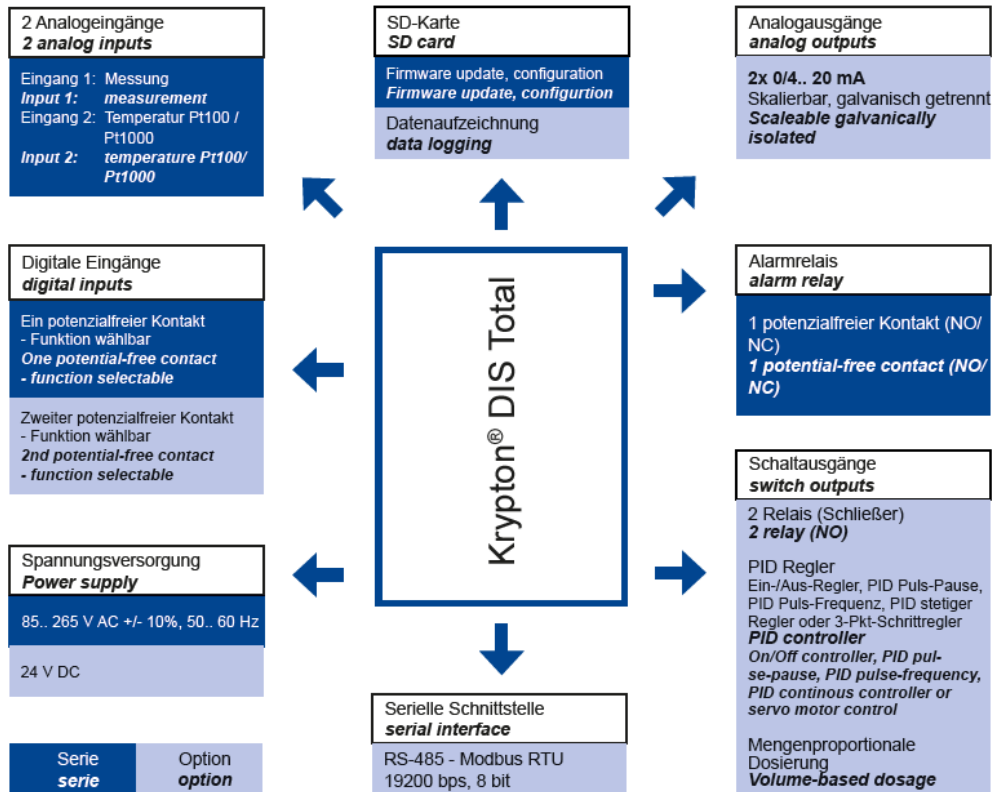 2 Analogeingänge
2 analog inputs
Eingang 1: Messung
Input 1: measurement
Eingang 2: Temperatur Pt100 /
Pt1000
Input 2: temperature Pt100/
Pt1000
SD-Karte
SD card
Firmware update, configuration
Firmware update, configurtion
Datenaufzeichnung
data logging
Analogausgänge
analog outputs
2x 0/4.. 20 mA
Skalierbar, galvanisch getrennt
Scaleable galvanically
isolated
Digitale Eingänge
digital inputs
Ein potenzialfreier Kontakt
- Funktion wählbar
One potential-free contact
- function selectable
Zweiter potenzialfreier Kontakt
- Funktion wählbar
2nd potential-free contact
- function selectable
Krypton® DIS Total
Alarmrelais
alarm relay
1 potenzialfreier Kontakt (NO/
NC)
1 potential-free contact (NO/
NC)
Spannungsversorgung
Power supply
85.. 265 V AC +/- 10%, 50.. 60 Hz
24 V DC
Schaltausgänge
switch outputs
2 Relais (Schließer)
2 relay (NO)
PID Regler
Ein-/Aus-Regler, PID Puls-Pause,
PID Puls-Frequenz, PID stetiger
Regler oder 3-Pkt-Schrittregler
PID controller
On/Off controller, PID pul-
se-pause, PID pulse-frequency,
PID continous controller or
servo motor control
Mengenproportionale
Dosierung
Volume-based dosage
Serielle Schnittstelle
serial interface
RS-485 - Modbus RTU
19200 bps, 8 bit
Serie
serie
Option
option